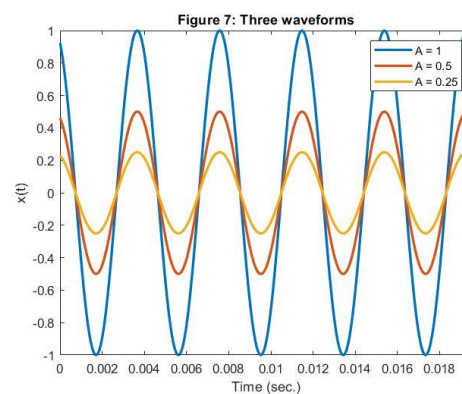 Figure 7: Three waveforms
A = 1
A = 0.5
A = 0.25
1
0.8
0.6
0.4
0.2
0
-0.2
-0.4
-0.6
-0.8
-1
x(t)
0 0.002 0.004 0.006 0.008 0.01 0.012 0.014 0.016 0.018
Time (sec.)